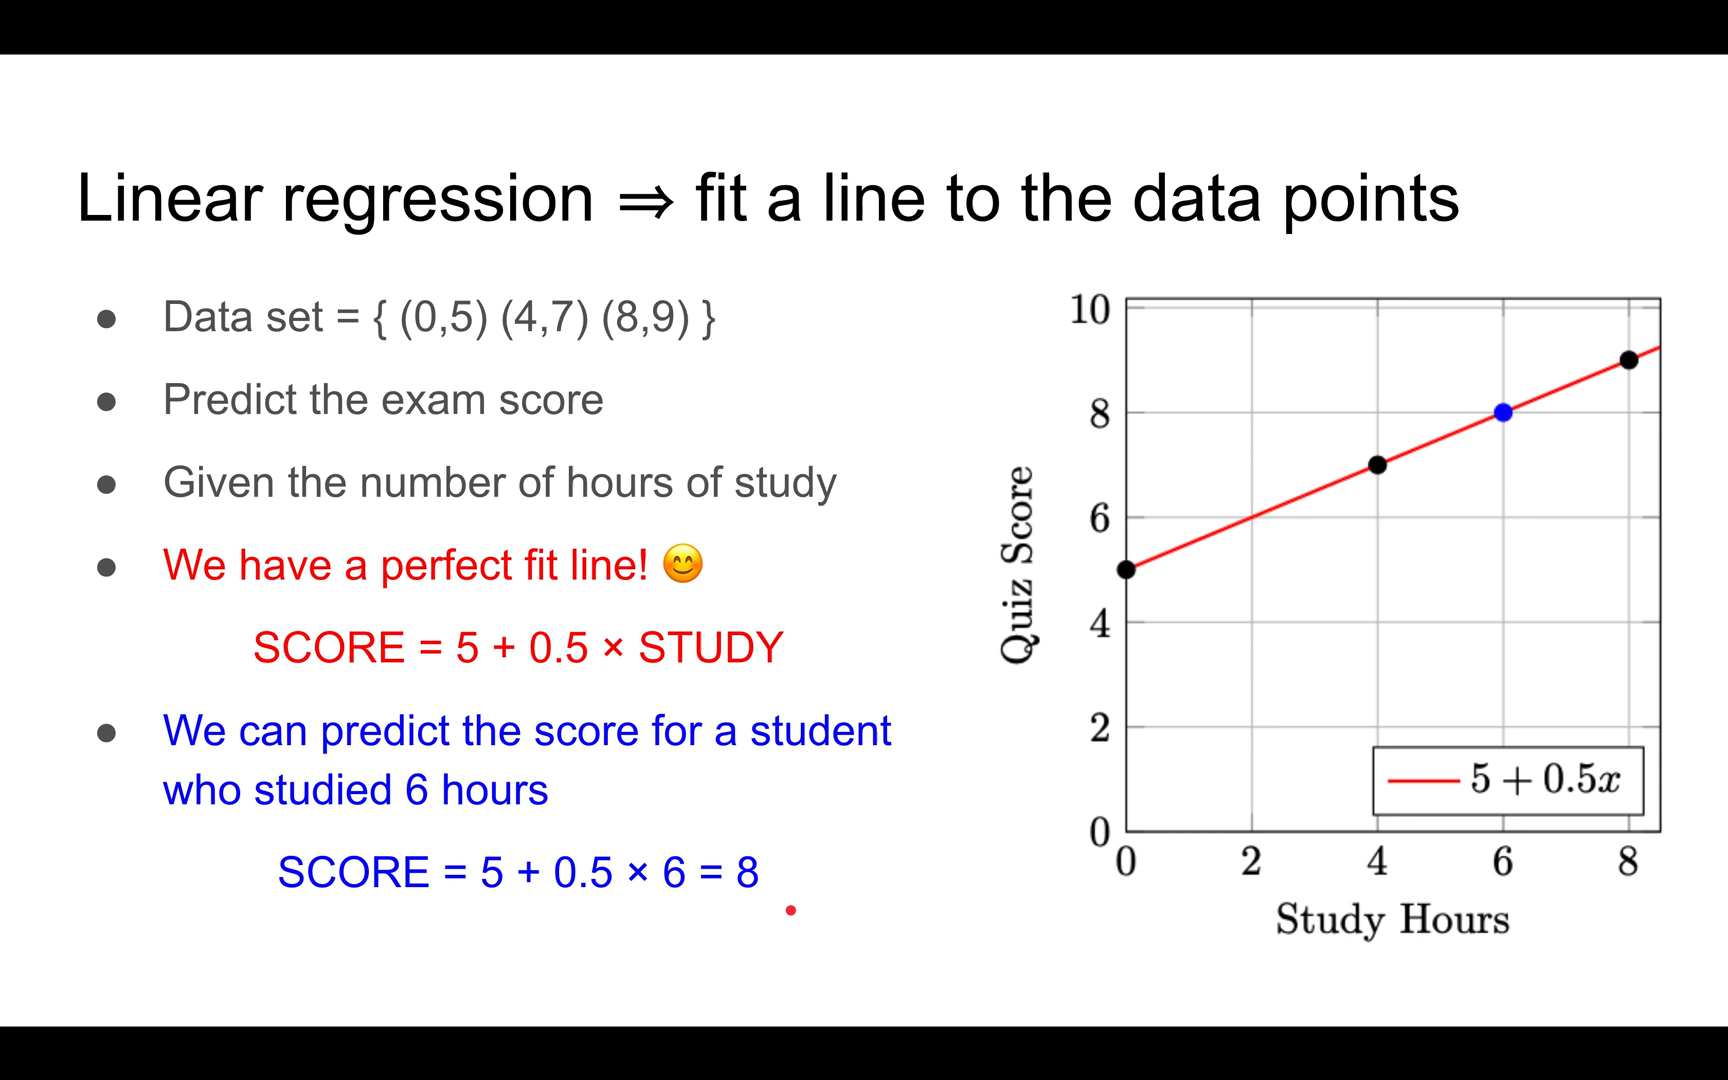 Linear regression ⇒ fit a line to the data points
● Data set = { (0,5) (4,7) (8,9) }
● Predict the exam score
● Given the number of hours of study
● We have a perfect fit line! 😊
SCORE = 5 + 0.5 × STUDY
● We can predict the score for a student
who studied 6 hours
SCORE = 5 + 0.5 × 6 = 8
10
8
6
4
2
0
Quiz Score
5 + 0.5x
0 2 4 6 8
Study Hours